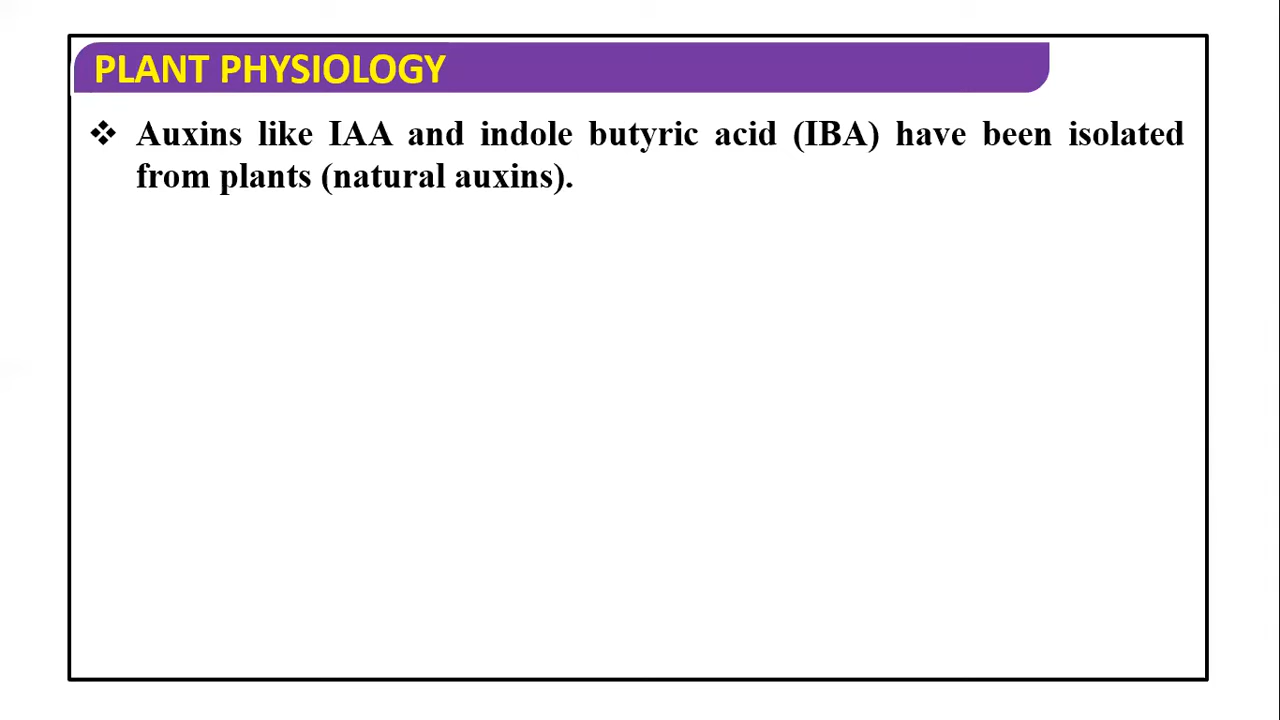 PLANT PHYSIOLOGY
❖ Auxins like IAA and indole butyric acid (IBA) have been isolated
from plants (natural auxins).